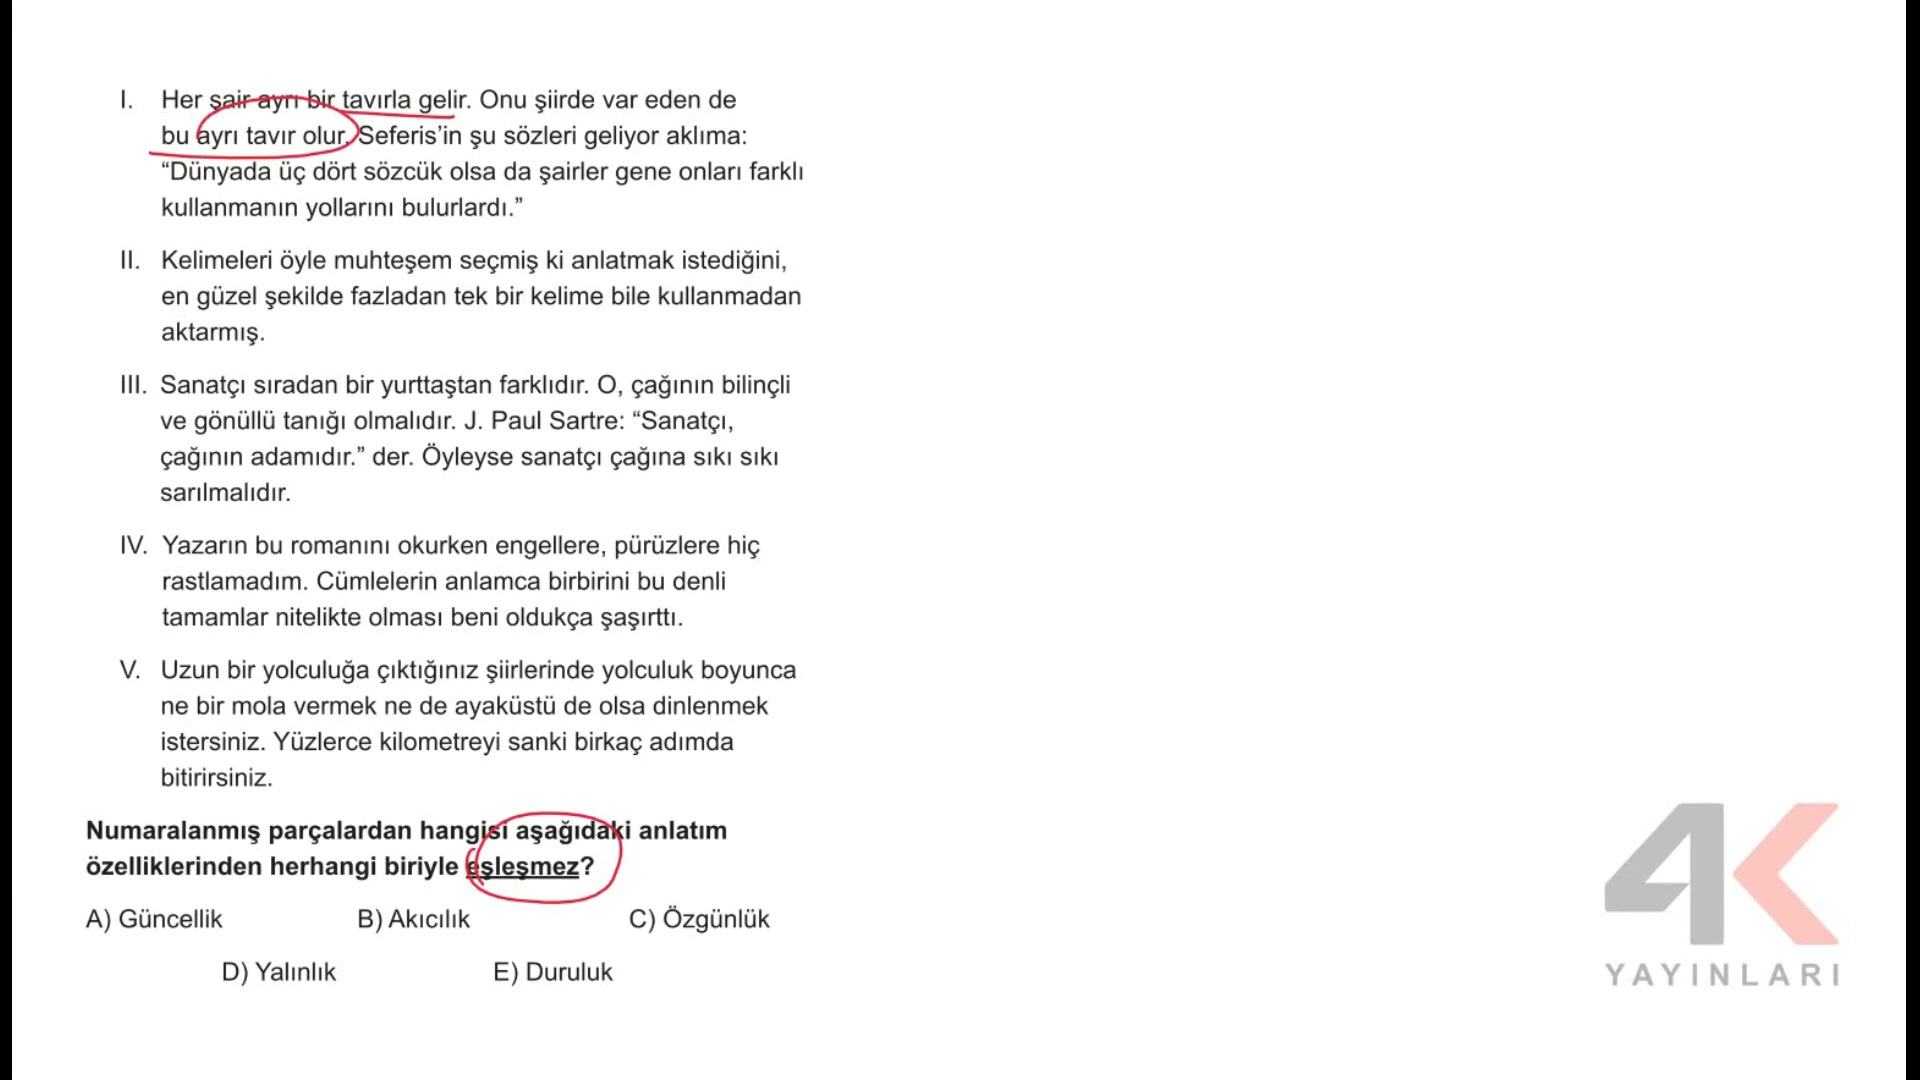 I. Her şair ayrı bir tavırla gelir. Onu şiirde var eden de
bu ayrı tavır olur. Seferis’in şu sözleri geliyor aklıma:
“Dünyada üç dört sözcük olsa da şairler gene onları farklı
kullanmanın yollarını bulurlardı.”
II. Kelimeleri öyle muhteşem seçmiş ki anlatmak istediğini,
en güzel şekilde fazladan tek bir kelime bile kullanmadan
aktarmış.
III. Sanatçı sıradan bir yurttaştan farklıdır. O, çağının bilinçli
ve gönüllü tanığı olmalıdır. J. Paul Sartre: “Sanatçı,
çağının adamıdır.” der. Öyleyse sanatçı çağına sıkı sıkı
sarılmalıdır.
IV. Yazarın bu romanını okurken engellere, pürüzlere hiç
rastlamadım. Cümlelerin anlamca birbirini bu denli
tamamlar nitelikte olması beni oldukça şaşırttı.
V. Uzun bir yolculuğa çıktığınız şiirlerinde yolculuk boyunca
ne bir mola vermek ne de ayaküstü de olsa dinlenmek
istersiniz. Yüzlerce kilometreyi sanki birkaç adımda
bitirirsiniz.
Numaralanmış parçalardan hangisi aşağıdaki anlatım
özelliklerinden herhangi biriyle eşleşmez?
A) Güncellik B) Akıcılık C) Özgünlük
D) Yalınlık E) Duruluk
4K
YAYINLARI